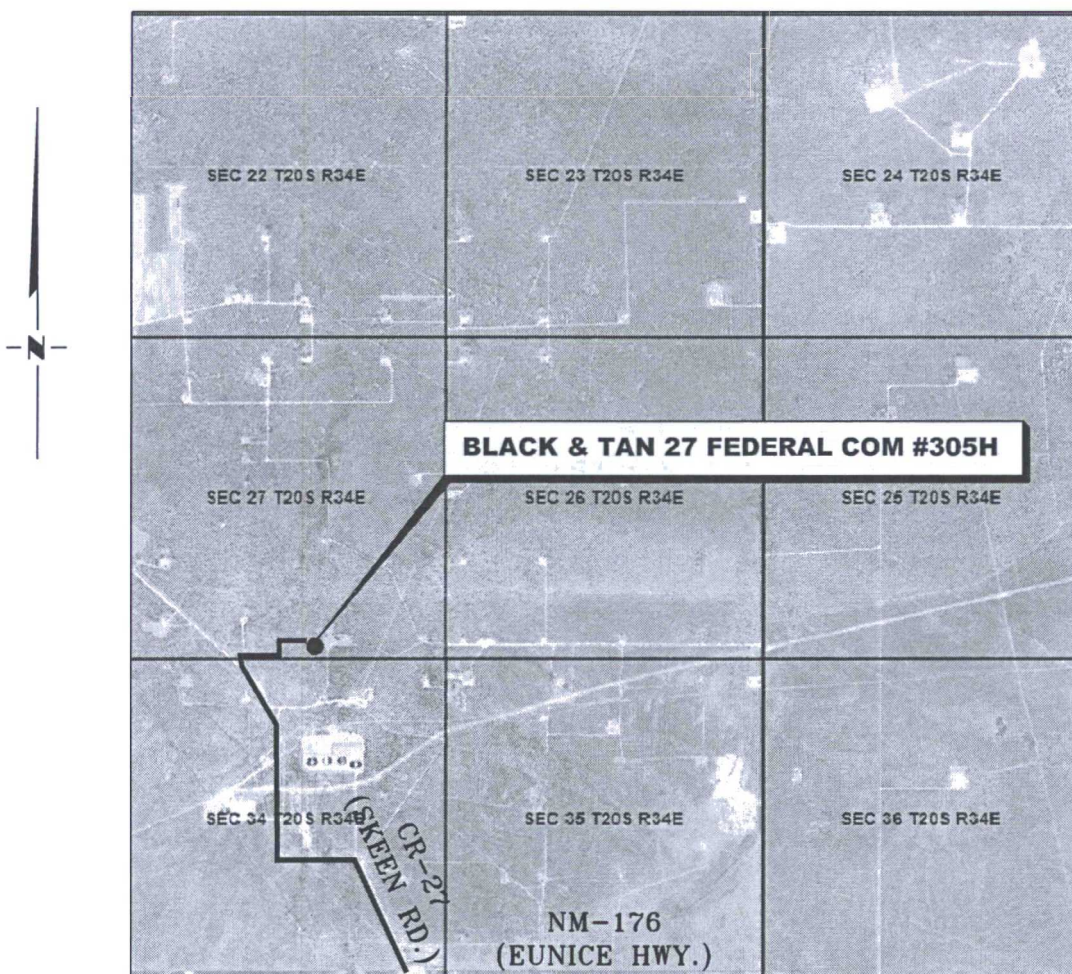 SEC 22 T20S R34E
SEC 23 T20S R34E
SEC 24 T20S R34E
N
BLACK & TAN 27 FEDERAL COM #305H
SEC 27 T20S R34E
SEC 26 T20S R34E
SEC 25 T20S R34E
SEC 34 T20S R34E
SEC 35 T20S R34E
SEC 36 T20S R34E
CR-27
(SKEEN RD.)
NM-176
(EUNICE HWY.)